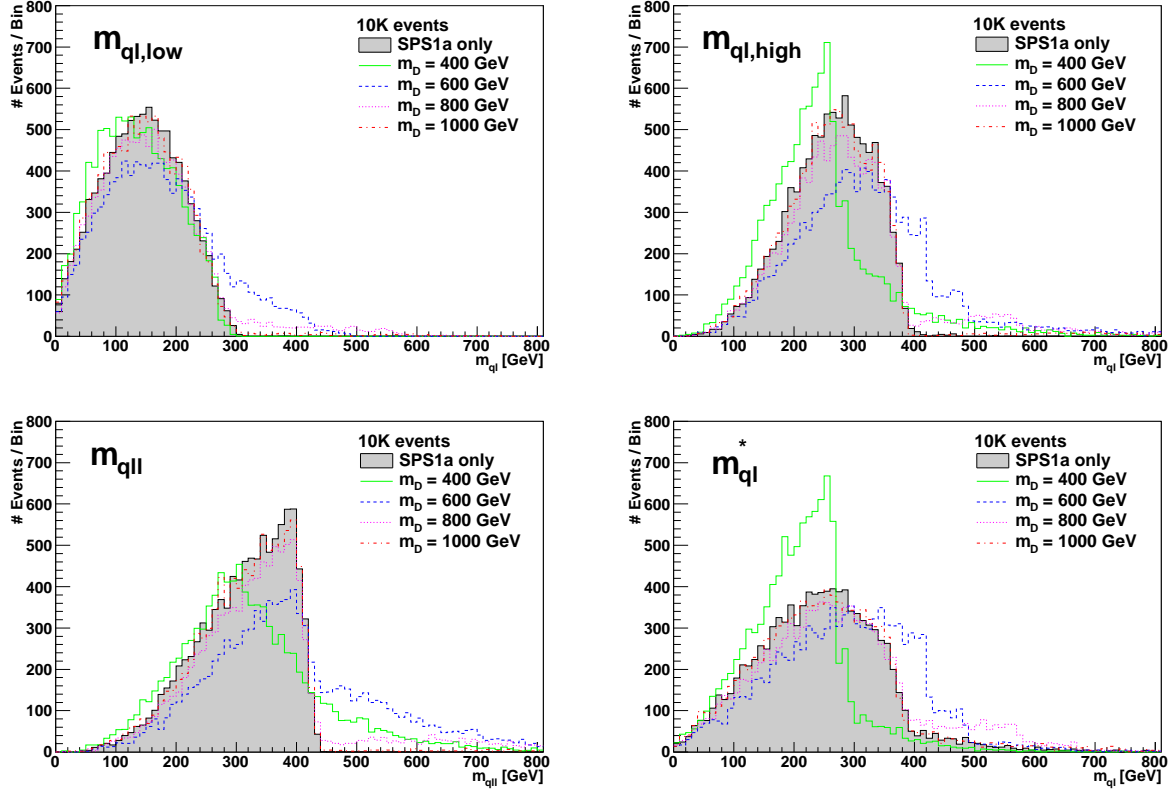 # Events / Bin
800
700
600
500
400
300
200
100
0
m_ql,low
10K events
SPS1a only
m_D = 400 GeV
m_D = 600 GeV
m_D = 800 GeV
m_D = 1000 GeV
0 100 200 300 400 500 600 700 800
m_ql [GeV]
# Events / Bin
800
700
600
500
400
300
200
100
0
m_ql,high
10K events
SPS1a only
m_D = 400 GeV
m_D = 600 GeV
m_D = 800 GeV
m_D = 1000 GeV
0 100 200 300 400 500 600 700 800
m_ql [GeV]
# Events / Bin
800
700
600
500
400
300
200
100
0
m_qll
10K events
SPS1a only
m_D = 400 GeV
m_D = 600 GeV
m_D = 800 GeV
m_D = 1000 GeV
0 100 200 300 400 500 600 700 800
m_qll [GeV]
# Events / Bin
800
700
600
500
400
300
200
100
0
m*_ql
10K events
SPS1a only
m_D = 400 GeV
m_D = 600 GeV
m_D = 800 GeV
m_D = 1000 GeV
0 100 200 300 400 500 600 700 800
m_ql [GeV]